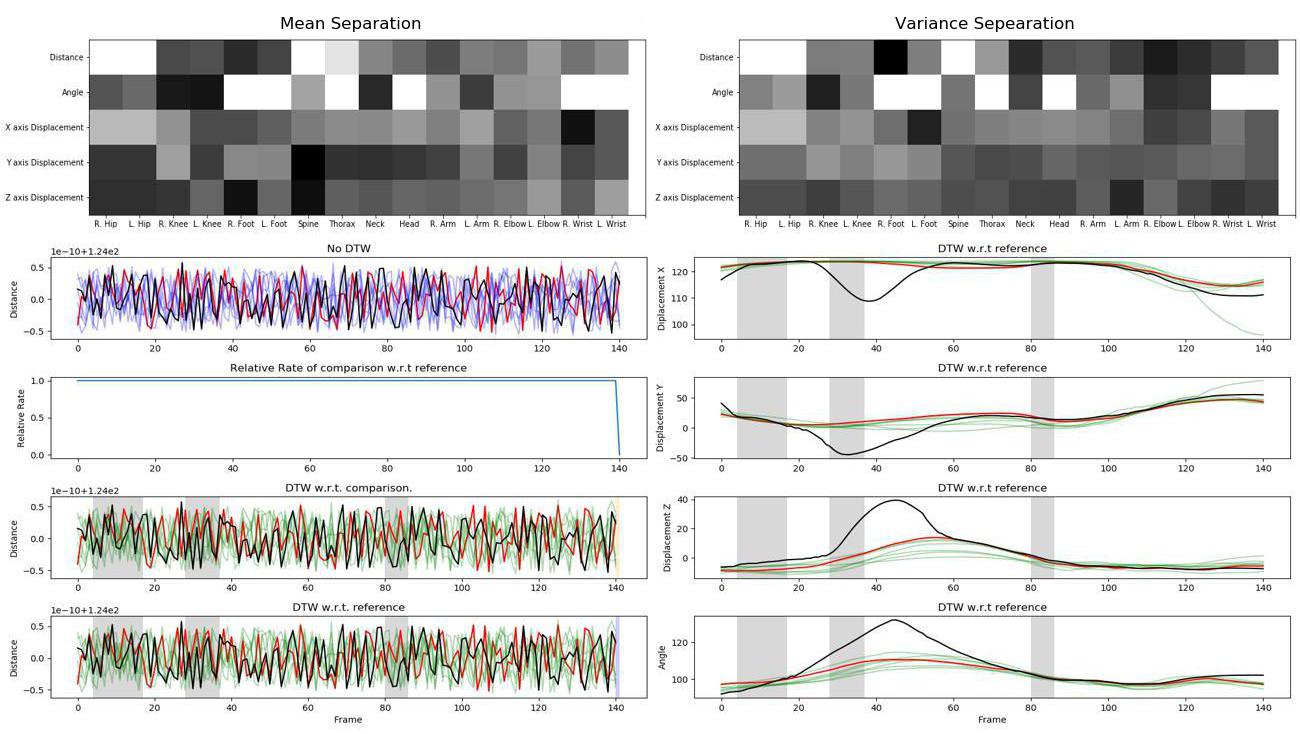 Mean Separation
Distance
Angle
X axis Displacement
Y axis Displacement
Z axis Displacement
R. Hip L. Hip R. Knee L. Knee R. Foot L. Foot Spine Thorax Neck Head R. Arm L. Arm R. Elbow L. Elbow R. Wrist L. Wrist
Variance Sepearation
Distance
Angle
X axis Displacement
Y axis Displacement
Z axis Displacement
R. Hip L. Hip R. Knee L. Knee R. Foot Spine Thorax Neck Head R. Arm L. Arm R. Elbow L. Elbow R. Wrist L. Wrist
No DTW
1e−10+1.24e2
Distance
0.5
0.0
−0.5
0 20 40 60 80 100 120 140
Relative Rate of comparison w.r.t reference
Relative Rate
1.0
0.5
0.0
0 20 40 60 80 100 120 140
DTW w.r.t. comparison.
1e−10+1.24e2
Distance
0.5
0.0
−0.5
0 20 40 60 80 100 120 140
DTW w.r.t. reference
1e−10+1.24e2
Distance
0.5
0.0
−0.5
0 20 40 60 80 100 120 140
Frame
DTW w.r.t reference
Diplacement X
120
110
100
0 20 40 60 80 100 120 140
DTW w.r.t reference
Displacement Y
50
0
−50
0 20 40 60 80 100 120 140
DTW w.r.t reference
Displacement Z
40
20
0
0 20 40 60 80 100 120 140
DTW w.r.t reference
Angle
120
100
0 20 40 60 80 100 120 140
Frame